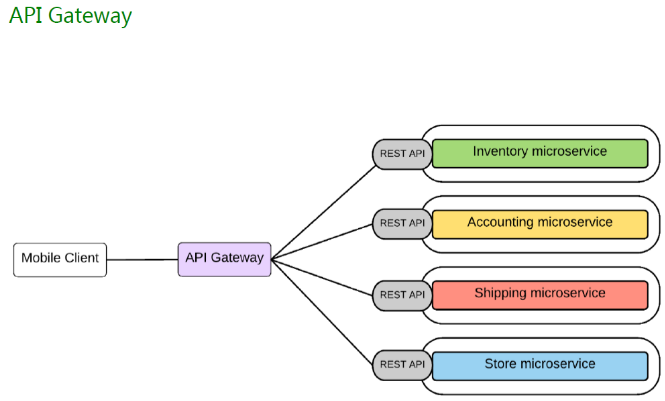 API Gateway
REST API
Inventory microservice
REST API
Accounting microservice
Mobile Client
API Gateway
REST API
Shipping microservice
REST API
Store microservice